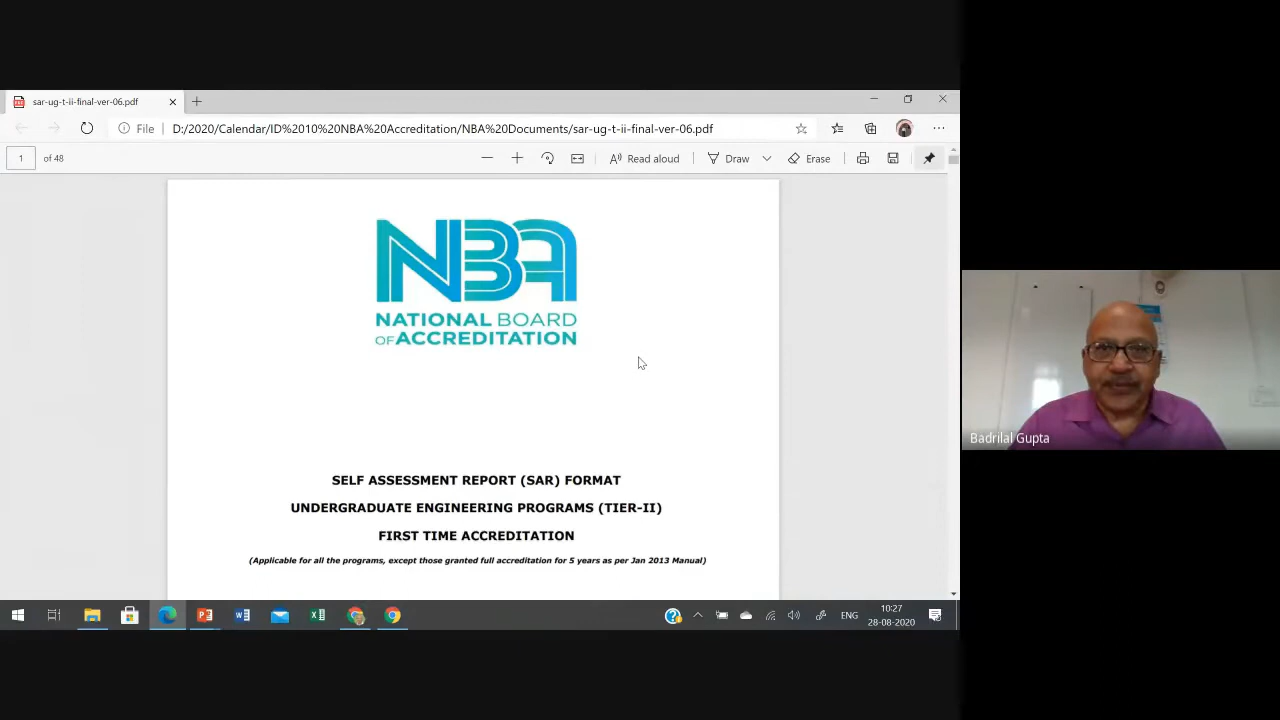 sar-ug-t-ii-final-ver-06.pdf
File
D:/2020/Calendar/ID%2010%20NBA%20Accreditation/NBA%20Documents/sar-ug-t-ii-final-ver-06.pdf
1 of 48
Read aloud
Draw
Erase
NBA
NATIONAL BOARD
OF ACCREDITATION
SELF ASSESSMENT REPORT (SAR) FORMAT
UNDERGRADUATE ENGINEERING PROGRAMS (TIER-II)
FIRST TIME ACCREDITATION
(Applicable for all the programs, except those granted full accreditation for 5 years as per Jan 2013 Manual)
Badrilal Gupta
ENG
10:27
28-08-2020